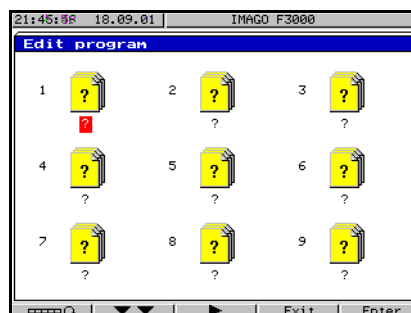 21:45:56 18.09.01 IMAGO F3000
Edit program
1 ? 2 ? 3 ?
? ? ?
4 ? 5 ? 6 ?
? ? ?
7 ? 8 ? 9 ?
? ? ?
Exit Enter